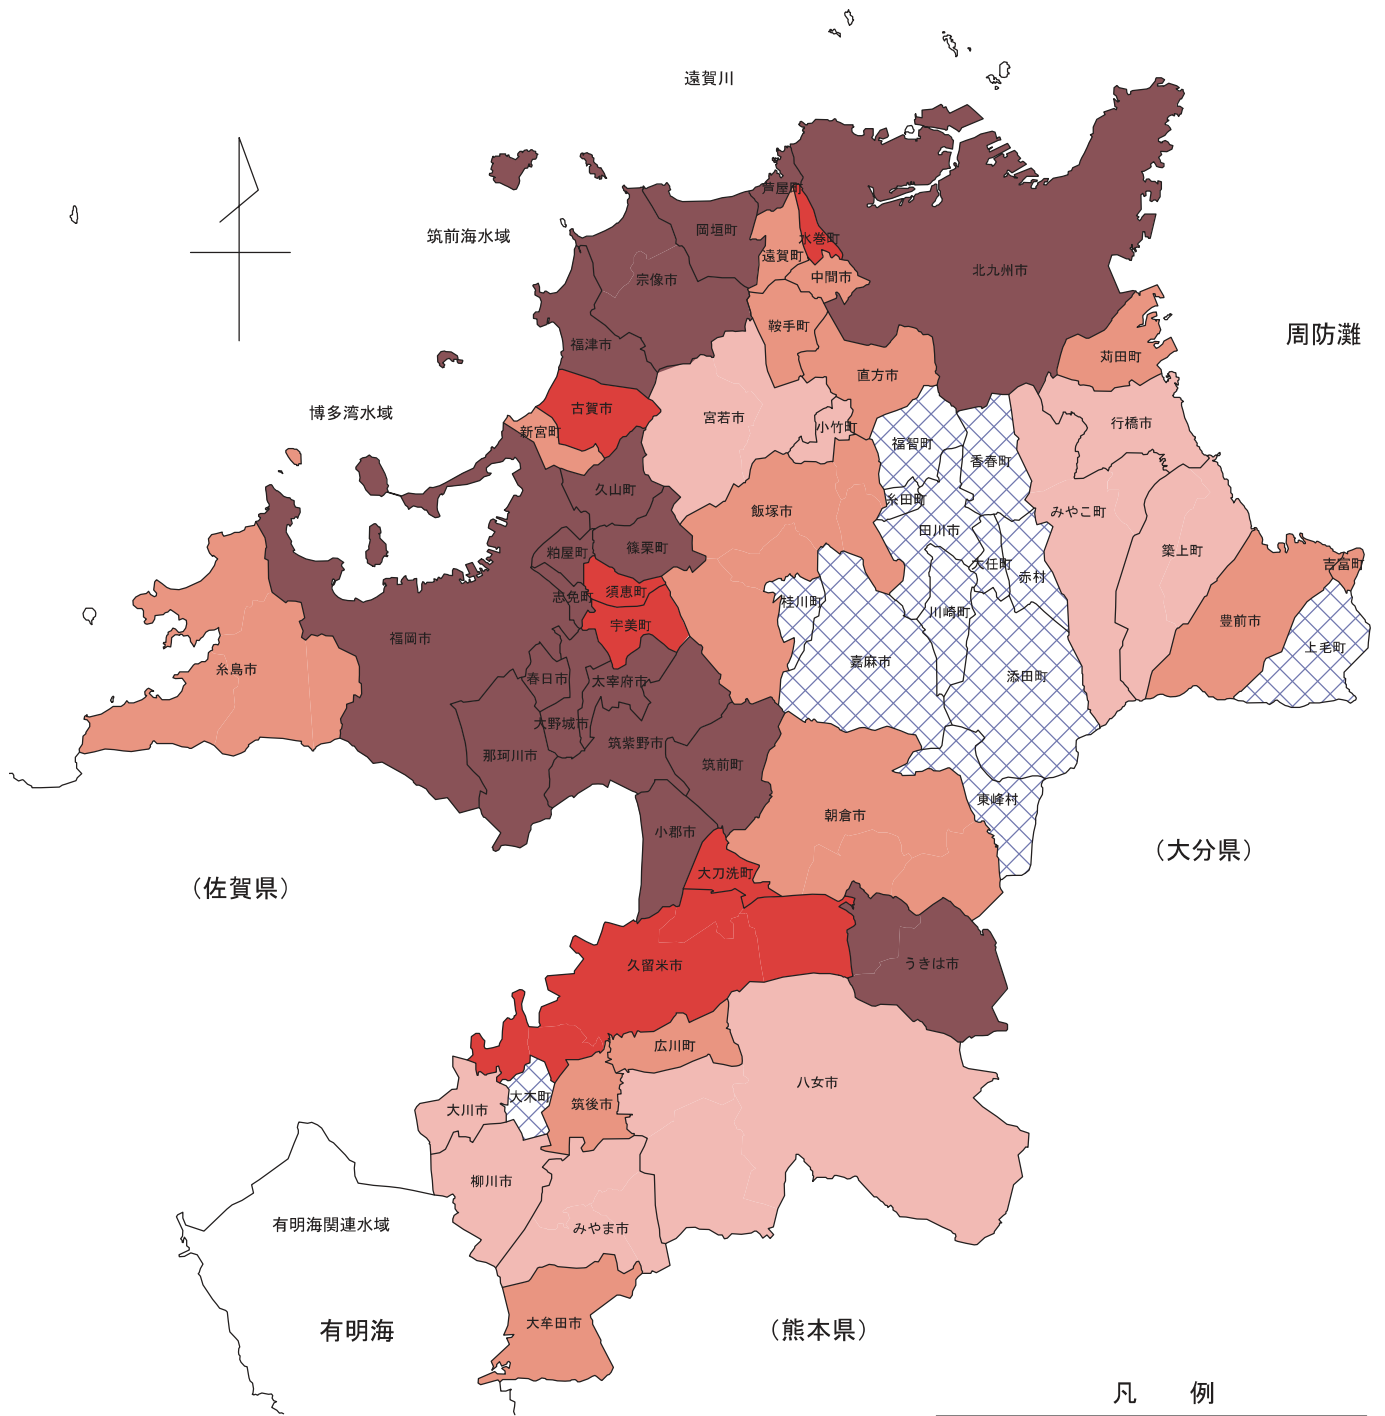 遠賀川
芦屋町
岡垣町
筑前海水域
水巻町
遠賀町
北九州市
中間市
宗像市
鞍手町
周防灘
福津市
苅田町
直方市
古賀市
博多湾水域
宮若市
行橋市
小竹町
新宮町
福智町
香春町
久山町
糸田町
飯塚市
みやこ町
田川市
篠栗町
築上町
粕屋町
大任町
吉富町
赤村
須恵町
志免町
桂川町
川崎町
豊前市
宇美町
福岡市
上毛町
嘉麻市
糸島市
添田町
春日市
太宰府市
大野城市
筑紫野市
那珂川市
筑前町
東峰村
朝倉市
小郡市
(大分県)
大刀洗町
(佐賀県)
うきは市
久留米市
広川町
八女市
大木町
筑後市
大川市
柳川市
有明海関連水域
みやま市
大牟田市
有明海
(熊本県)
凡 例